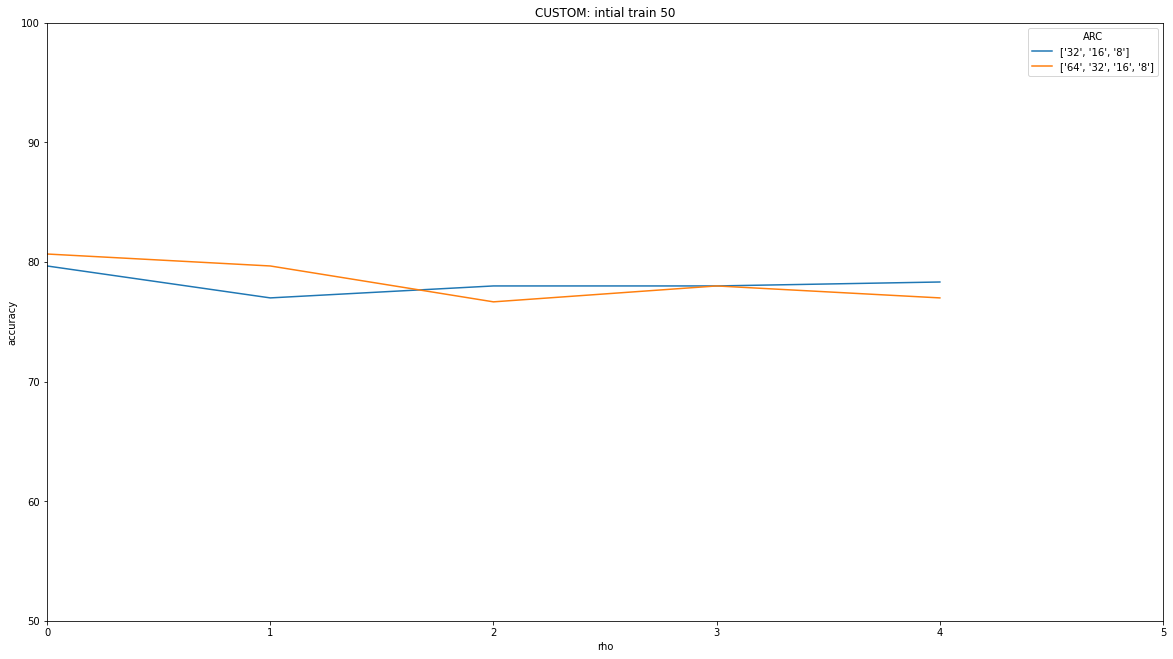 CUSTOM: intial train 50
100
90
80
70
60
50
accuracy
0
1
2
3
4
5
rho
ARC
['32', '16', '8']
['64', '32', '16', '8']